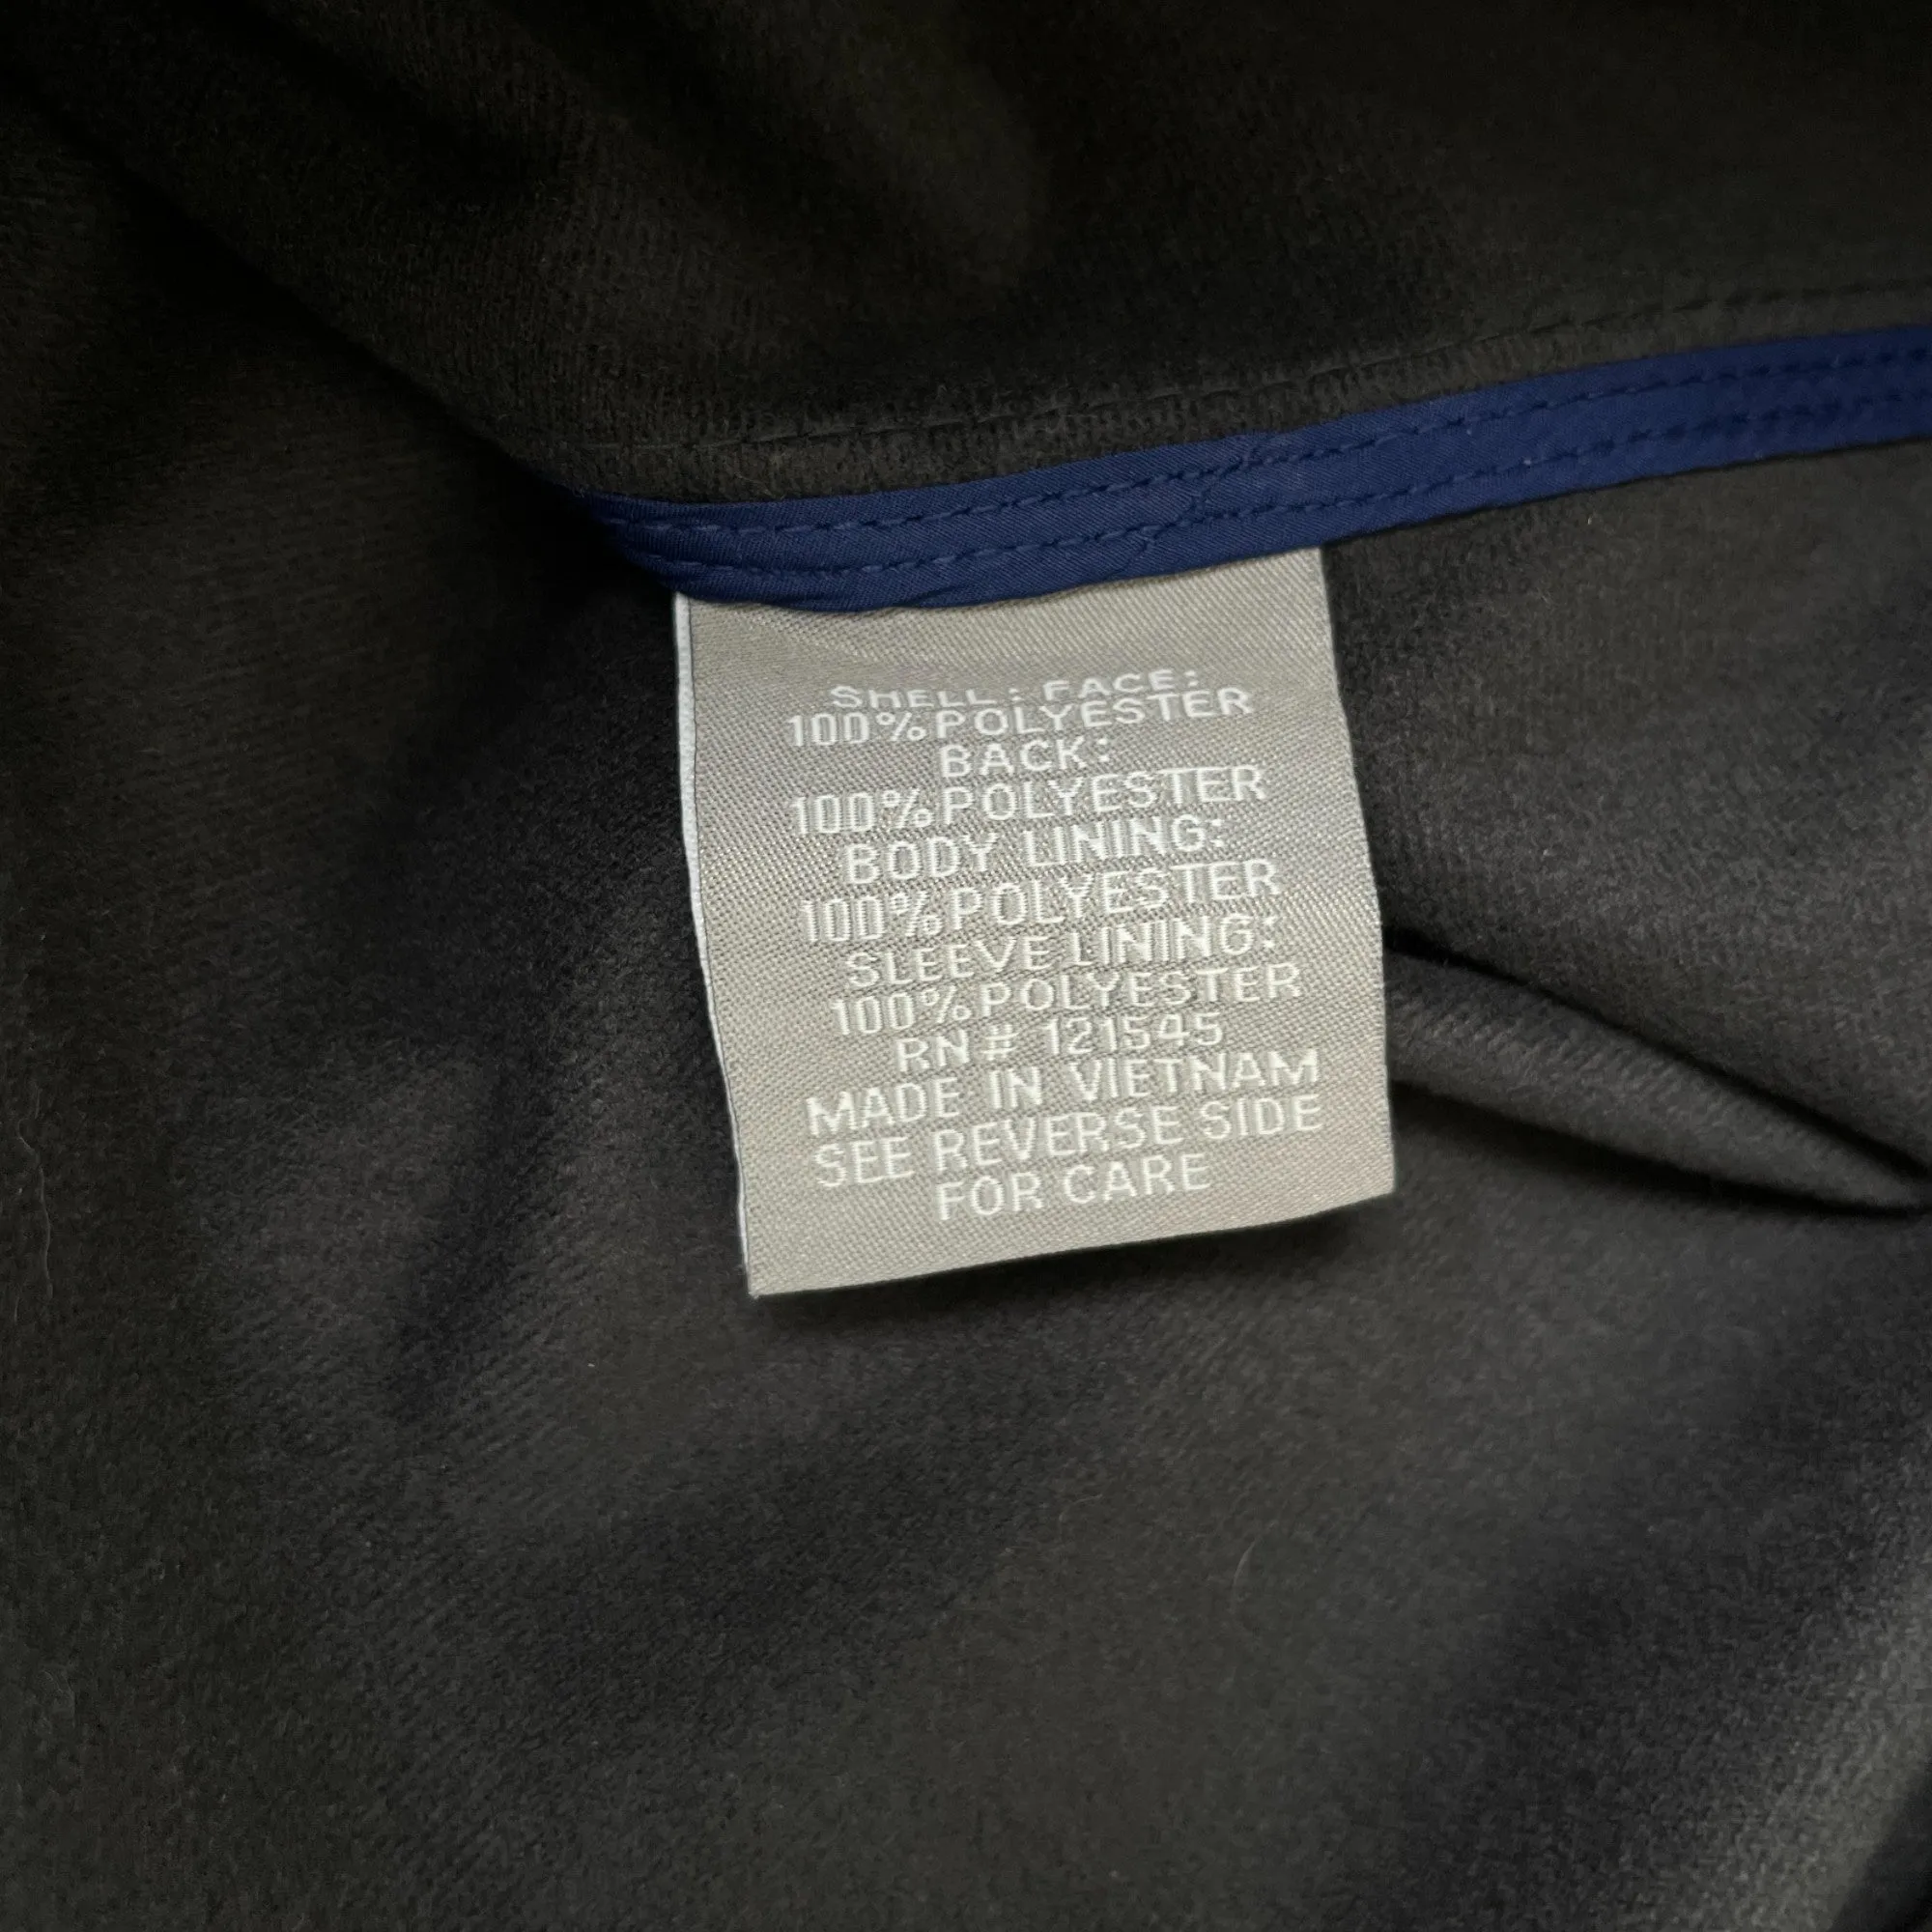 SHELL: FACE:
100% POLYESTER
BACK:
100% POLYESTER
BODY LINING:
100% POLYESTER
SLEEVE LINING:
100% POLYESTER
RN# 121545
MADE IN VIETNAM
SEE REVERSE SIDE
FOR CARE